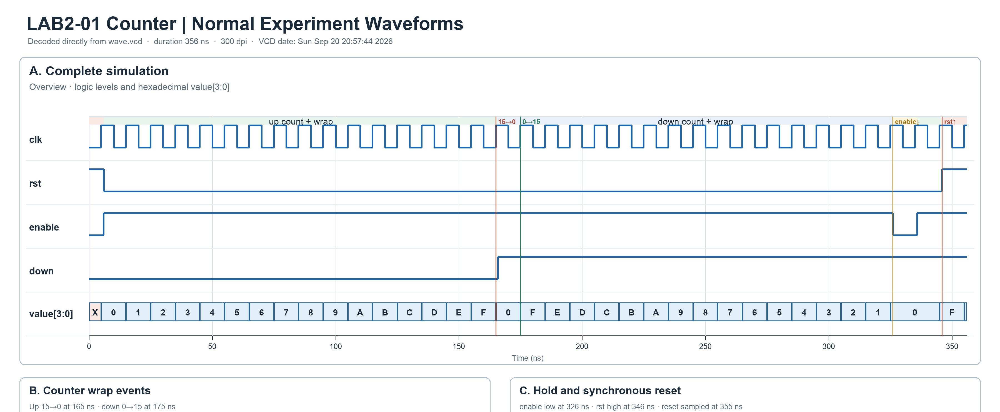 LAB2-01 Counter | Normal Experiment Waveforms
Decoded directly from wave.vcd · duration 356 ns · 300 dpi · VCD date: Sun Sep 20 20:57:44 2026
A. Complete simulation
Overview · logic levels and hexadecimal value[3:0]
up count + wrap 15→0 0→15 down count + wrap enable↓ rst↑
clk
rst
enable
down
value[3:0] X 0 1 2 3 4 5 6 7 8 9 A B C D E F 0 F E D C B A 9 8 7 6 5 4 3 2 1 0 F
0 50 100 150 200 250 300 350
Time (ns)
B. Counter wrap events
Up 15→0 at 165 ns · down 0→15 at 175 ns
C. Hold and synchronous reset
enable low at 326 ns · rst high at 346 ns · reset sampled at 355 ns